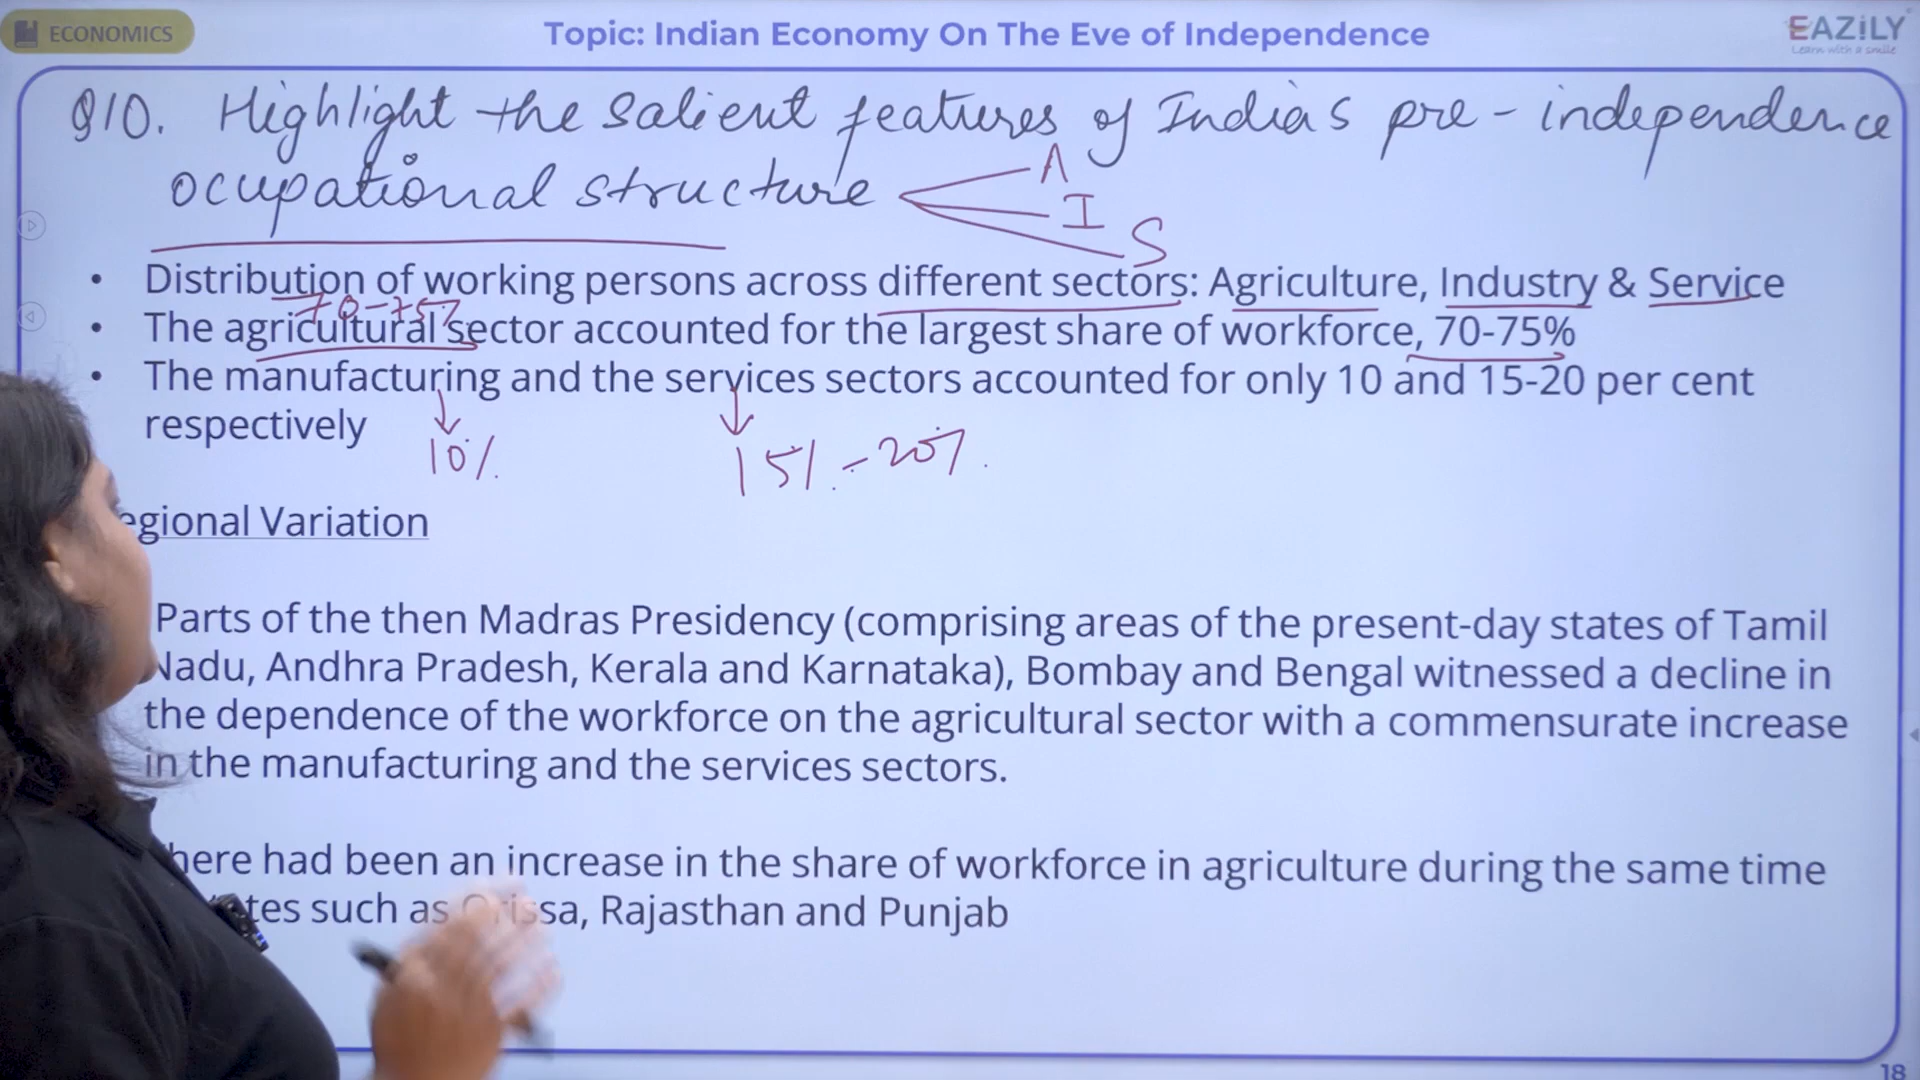 ECONOMICS
Topic: Indian Economy On The Eve of Independence
EAZiLY
Learn with a smile
Q10. Highlight the salient features of India's pre-independence
ocupational structure
A
I
S
• Distribution of working persons across different sectors: Agriculture, Industry & Service
70-75%
• The agricultural sector accounted for the largest share of workforce, 70-75%
• The manufacturing and the services sectors accounted for only 10 and 15-20 per cent
respectively
10%
15%-20%
egional Variation
Parts of the then Madras Presidency (comprising areas of the present-day states of Tamil
Nadu, Andhra Pradesh, Kerala and Karnataka), Bombay and Bengal witnessed a decline in
the dependence of the workforce on the agricultural sector with a commensurate increase
in the manufacturing and the services sectors.
here had been an increase in the share of workforce in agriculture during the same time
tes such as Orissa, Rajasthan and Punjab
18